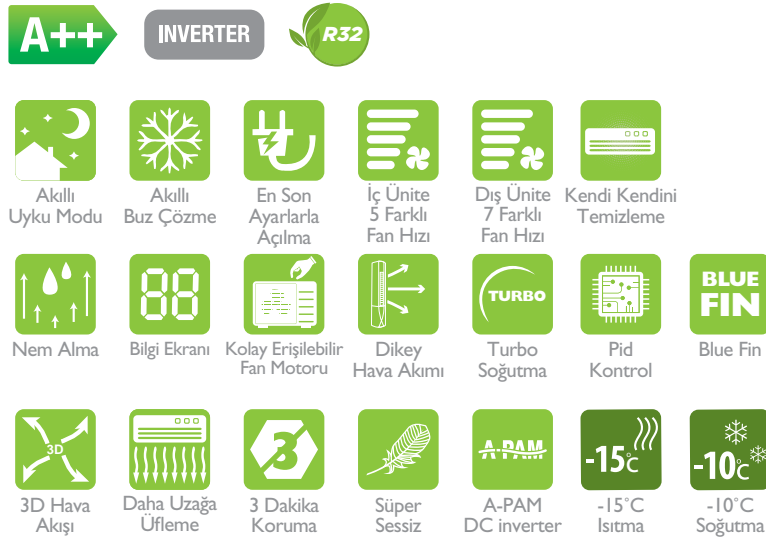 A++
INVERTER
R32
Akıllı
Uyku Modu
Akıllı
Buz Çözme
En Son
Ayarlarla
Açılma
İç Ünite
5 Farklı
Fan Hızı
Dış Ünite
7 Farklı
Fan Hızı
Kendi Kendini
Temizleme
88
TURBO
BLUE
FIN
Nem Alma
Bilgi Ekranı
Kolay Erişilebilir
Fan Motoru
Dikey
Hava Akımı
Turbo
Soğutma
Pid
Kontrol
Blue Fin
3D
3
A-PAM
-15°C
-10°C
3D Hava
Akışı
Daha Uzağa
Üfleme
3 Dakika
Koruma
Süper
Sessiz
A-PAM
DC inverter
-15°C
Isıtma
-10°C
Soğutma